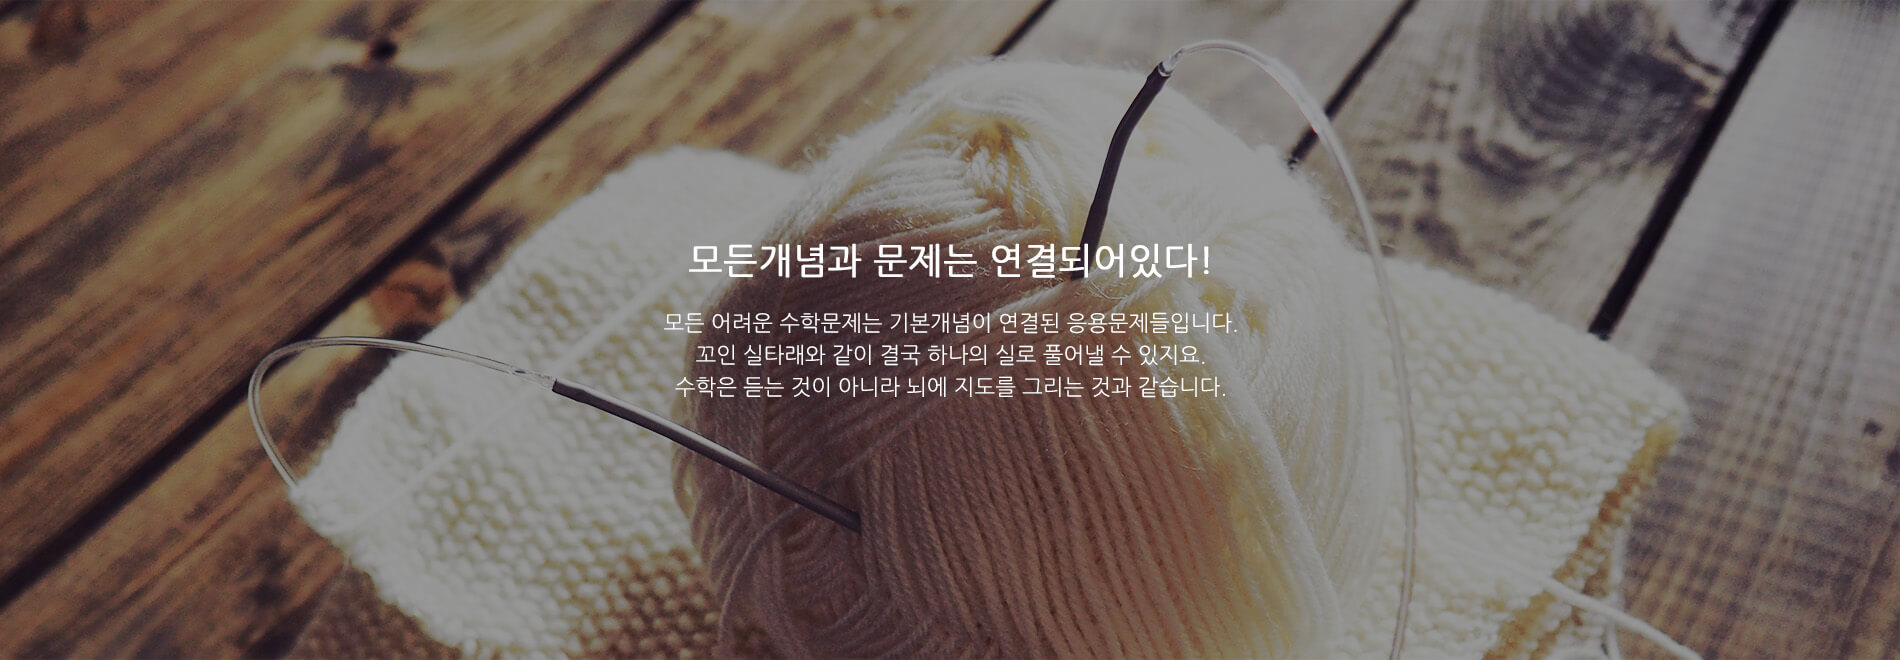 모든개념과 문제는 연결되어있다!
모든 어려운 수학문제는 기본개념이 연결된 응용문제들입니다.
꼬인 실타래와 같이 결국 하나의 실로 풀어낼 수 있지요.
수학은 듣는 것이 아니라 뇌에 지도를 그리는 것과 같습니다.